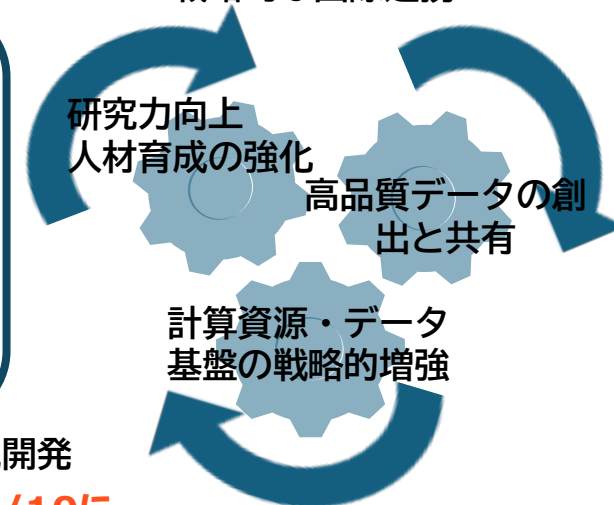 研究力向上
人材育成の強化
高品質データの創
出と共有
計算資源・データ
基盤の戦略的増強
開発